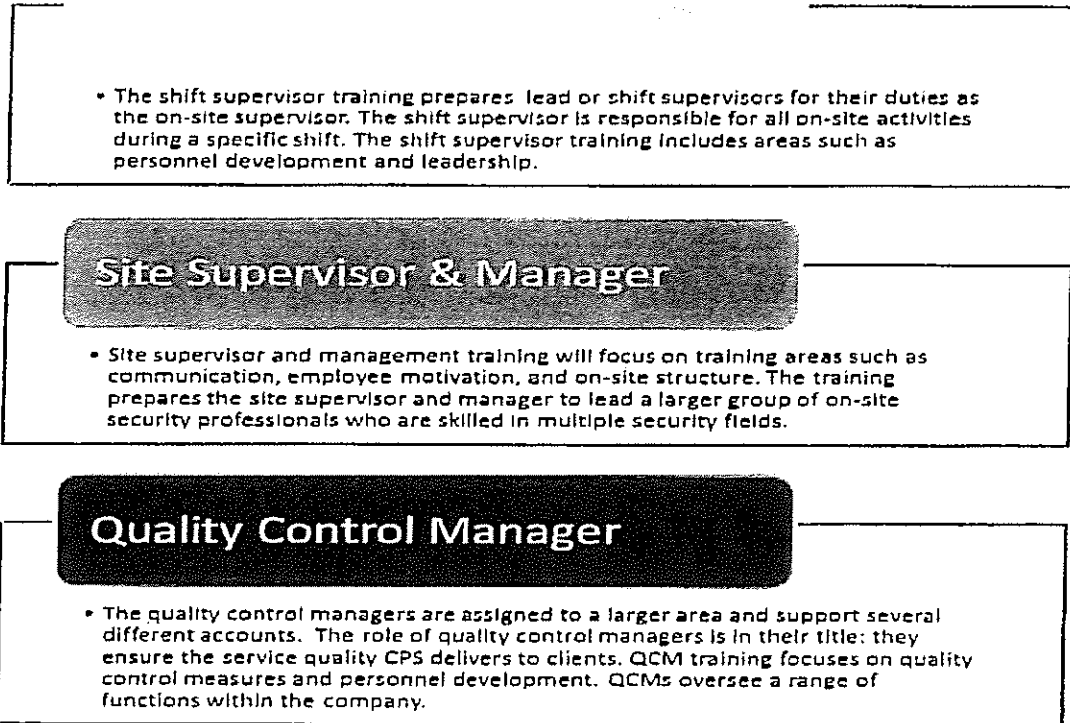 • The shift supervisor training prepares lead or shift supervisors for their duties as
the on-site supervisor. The shift supervisor is responsible for all on-site activities
during a specific shift. The shift supervisor training includes areas such as
personnel development and leadership.
Site Supervisor & Manager
• Site supervisor and management training will focus on training areas such as
communication, employee motivation, and on-site structure. The training
prepares the site supervisor and manager to lead a larger group of on-site
security professionals who are skilled in multiple security fields.
Quality Control Manager
• The quality control managers are assigned to a larger area and support several
different accounts. The role of quality control managers is in their title: they
ensure the service quality CPS delivers to clients. QCM training focuses on quality
control measures and personnel development. QCMs oversee a range of
functions within the company.